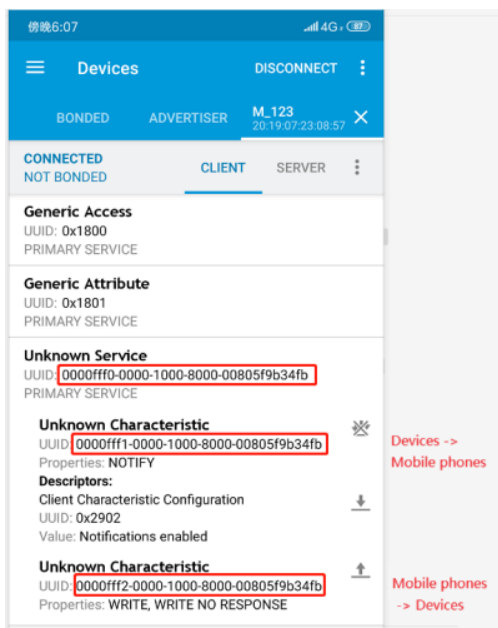 傍晚6:07
4G
87
Devices
DISCONNECT
BONDED
ADVERTISER
M_123
20:19:07:23:08:57
CONNECTED
NOT BONDED
CLIENT
SERVER
Generic Access
UUID: 0x1800
PRIMARY SERVICE
Generic Attribute
UUID: 0x1801
PRIMARY SERVICE
Unknown Service
UUID: 0000fff0-0000-1000-8000-00805f9b34fb
PRIMARY SERVICE
Unknown Characteristic
UUID: 0000fff1-0000-1000-8000-00805f9b34fb
Properties: NOTIFY
Descriptors:
Client Characteristic Configuration
UUID: 0x2902
Value: Notifications enabled
Devices ->
Mobile phones
Unknown Characteristic
UUID: 0000fff2-0000-1000-8000-00805f9b34fb
Properties: WRITE, WRITE NO RESPONSE
Mobile phones
-> Devices